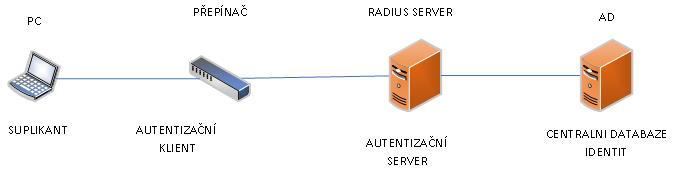 PC
PŘEPÍNAČ
RADIUS SERVER
AD
SUPLIKANT
AUTENTIZAČNÍ
KLIENT
AUTENTIZAČNÍ
SERVER
CENTRALNI DATABAZE
IDENTIT